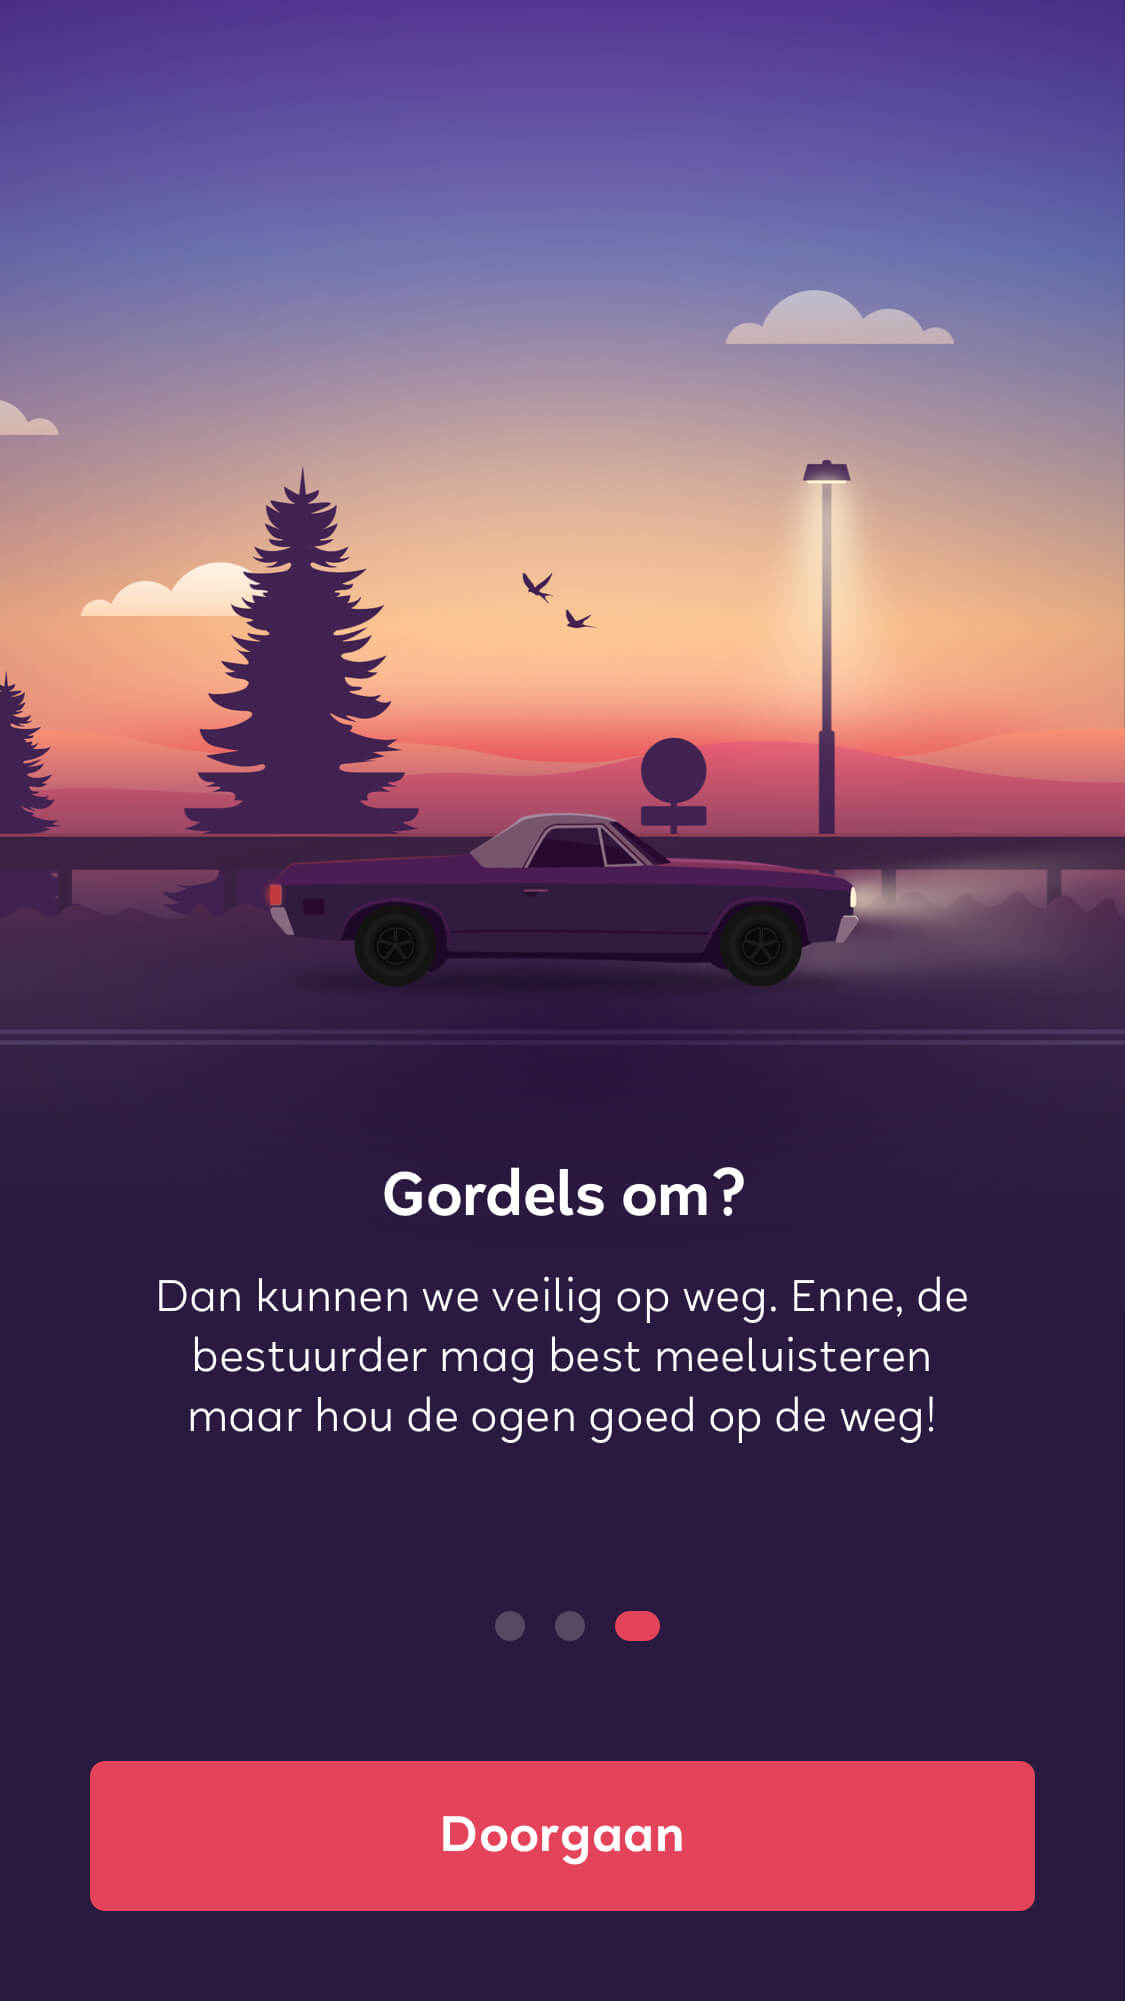 Gordels om?
Dan kunnen we veilig op weg. Enne, de
bestuurder mag best meeluisteren
maar hou de ogen goed op de weg!
Doorgaan